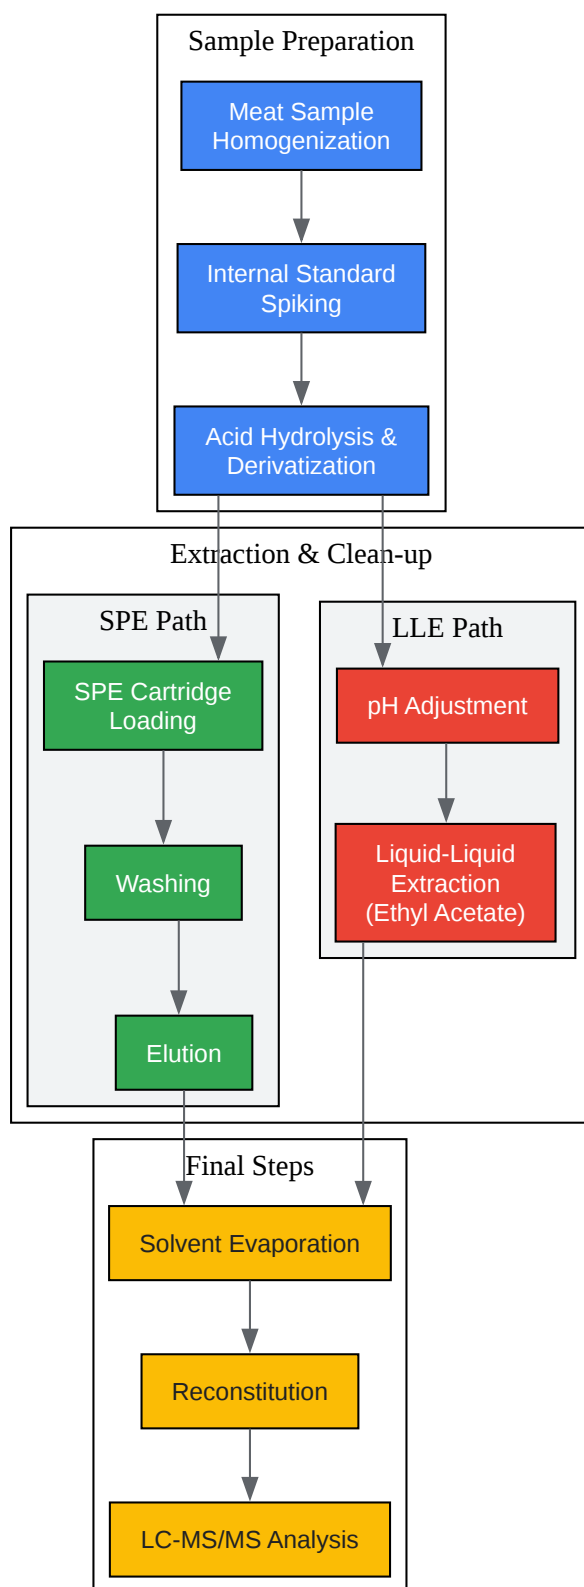 Sample Preparation
Meat Sample
Homogenization
Internal Standard
Spiking
Acid Hydrolysis &
Derivatization
Extraction & Clean-up
SPE Path
SPE Cartridge
Loading
Washing
Elution
LLE Path
pH Adjustment
Liquid-Liquid
Extraction
(Ethyl Acetate)
Final Steps
Solvent Evaporation
Reconstitution
LC-MS/MS Analysis